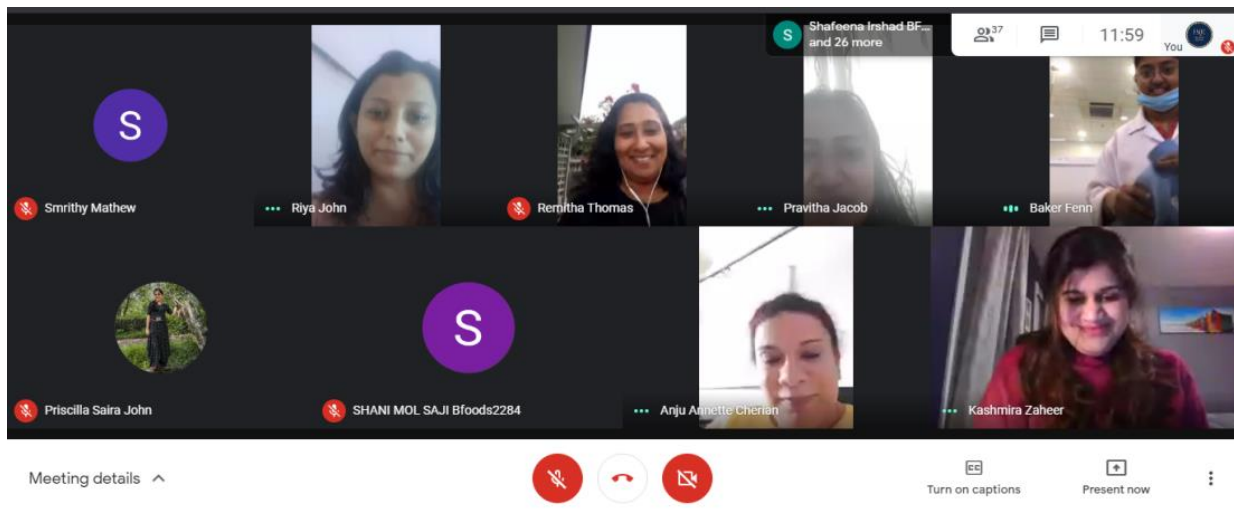 S
Shafeena Irshad BF...
and 26 more
37
11:59
You
S
Smrithy Mathew
Riya John
Remitha Thomas
Pravitha Jacob
Baker Fenn
S
Priscilla Saira John
SHANI MOL SAJI Bfoods2284
Anju Annette Cherian
Kashmira Zaheer
Meeting details
CC
Turn on captions
Present now